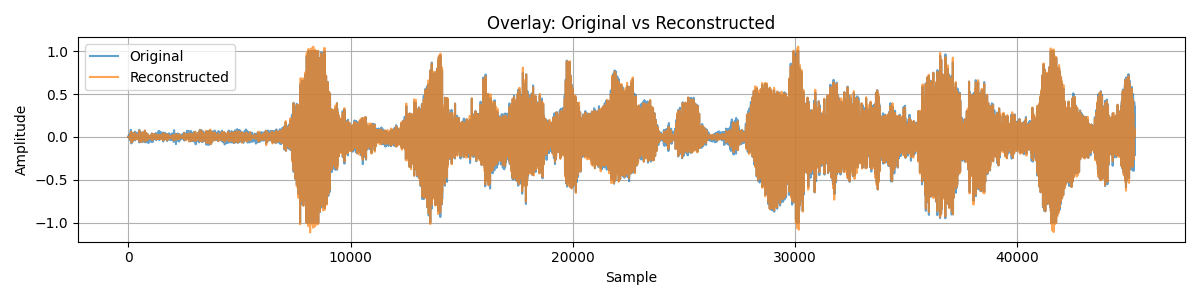 Overlay: Original vs Reconstructed
Original
Reconstructed
Amplitude
1.0
0.5
0.0
−0.5
−1.0
0 10000 20000 30000 40000
Sample